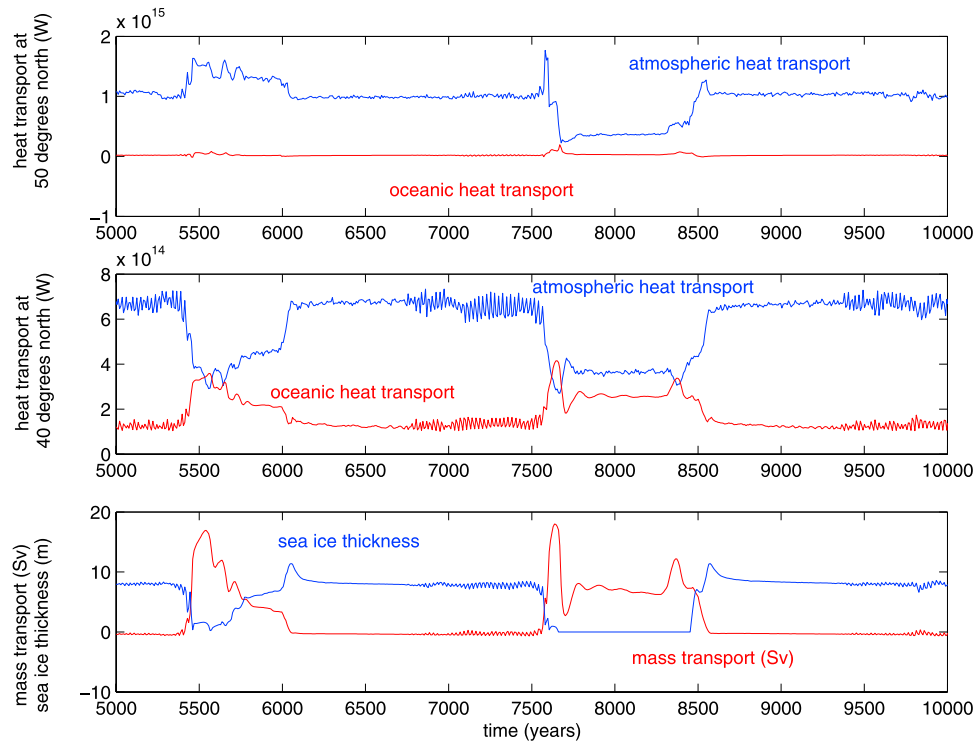 x 10^15
2
1
0
−1
heat transport at
50 degrees north (W)
atmospheric heat transport
oceanic heat transport
5000 5500 6000 6500 7000 7500 8000 8500 9000 9500 10000
x 10^14
8
6
4
2
0
heat transport at
40 degrees north (W)
atmospheric heat transport
oceanic heat transport
5000 5500 6000 6500 7000 7500 8000 8500 9000 9500 10000
20
10
0
−10
mass transport (Sv)
sea ice thickness (m)
sea ice thickness
mass transport (Sv)
5000 5500 6000 6500 7000 7500 8000 8500 9000 9500 10000
time (years)